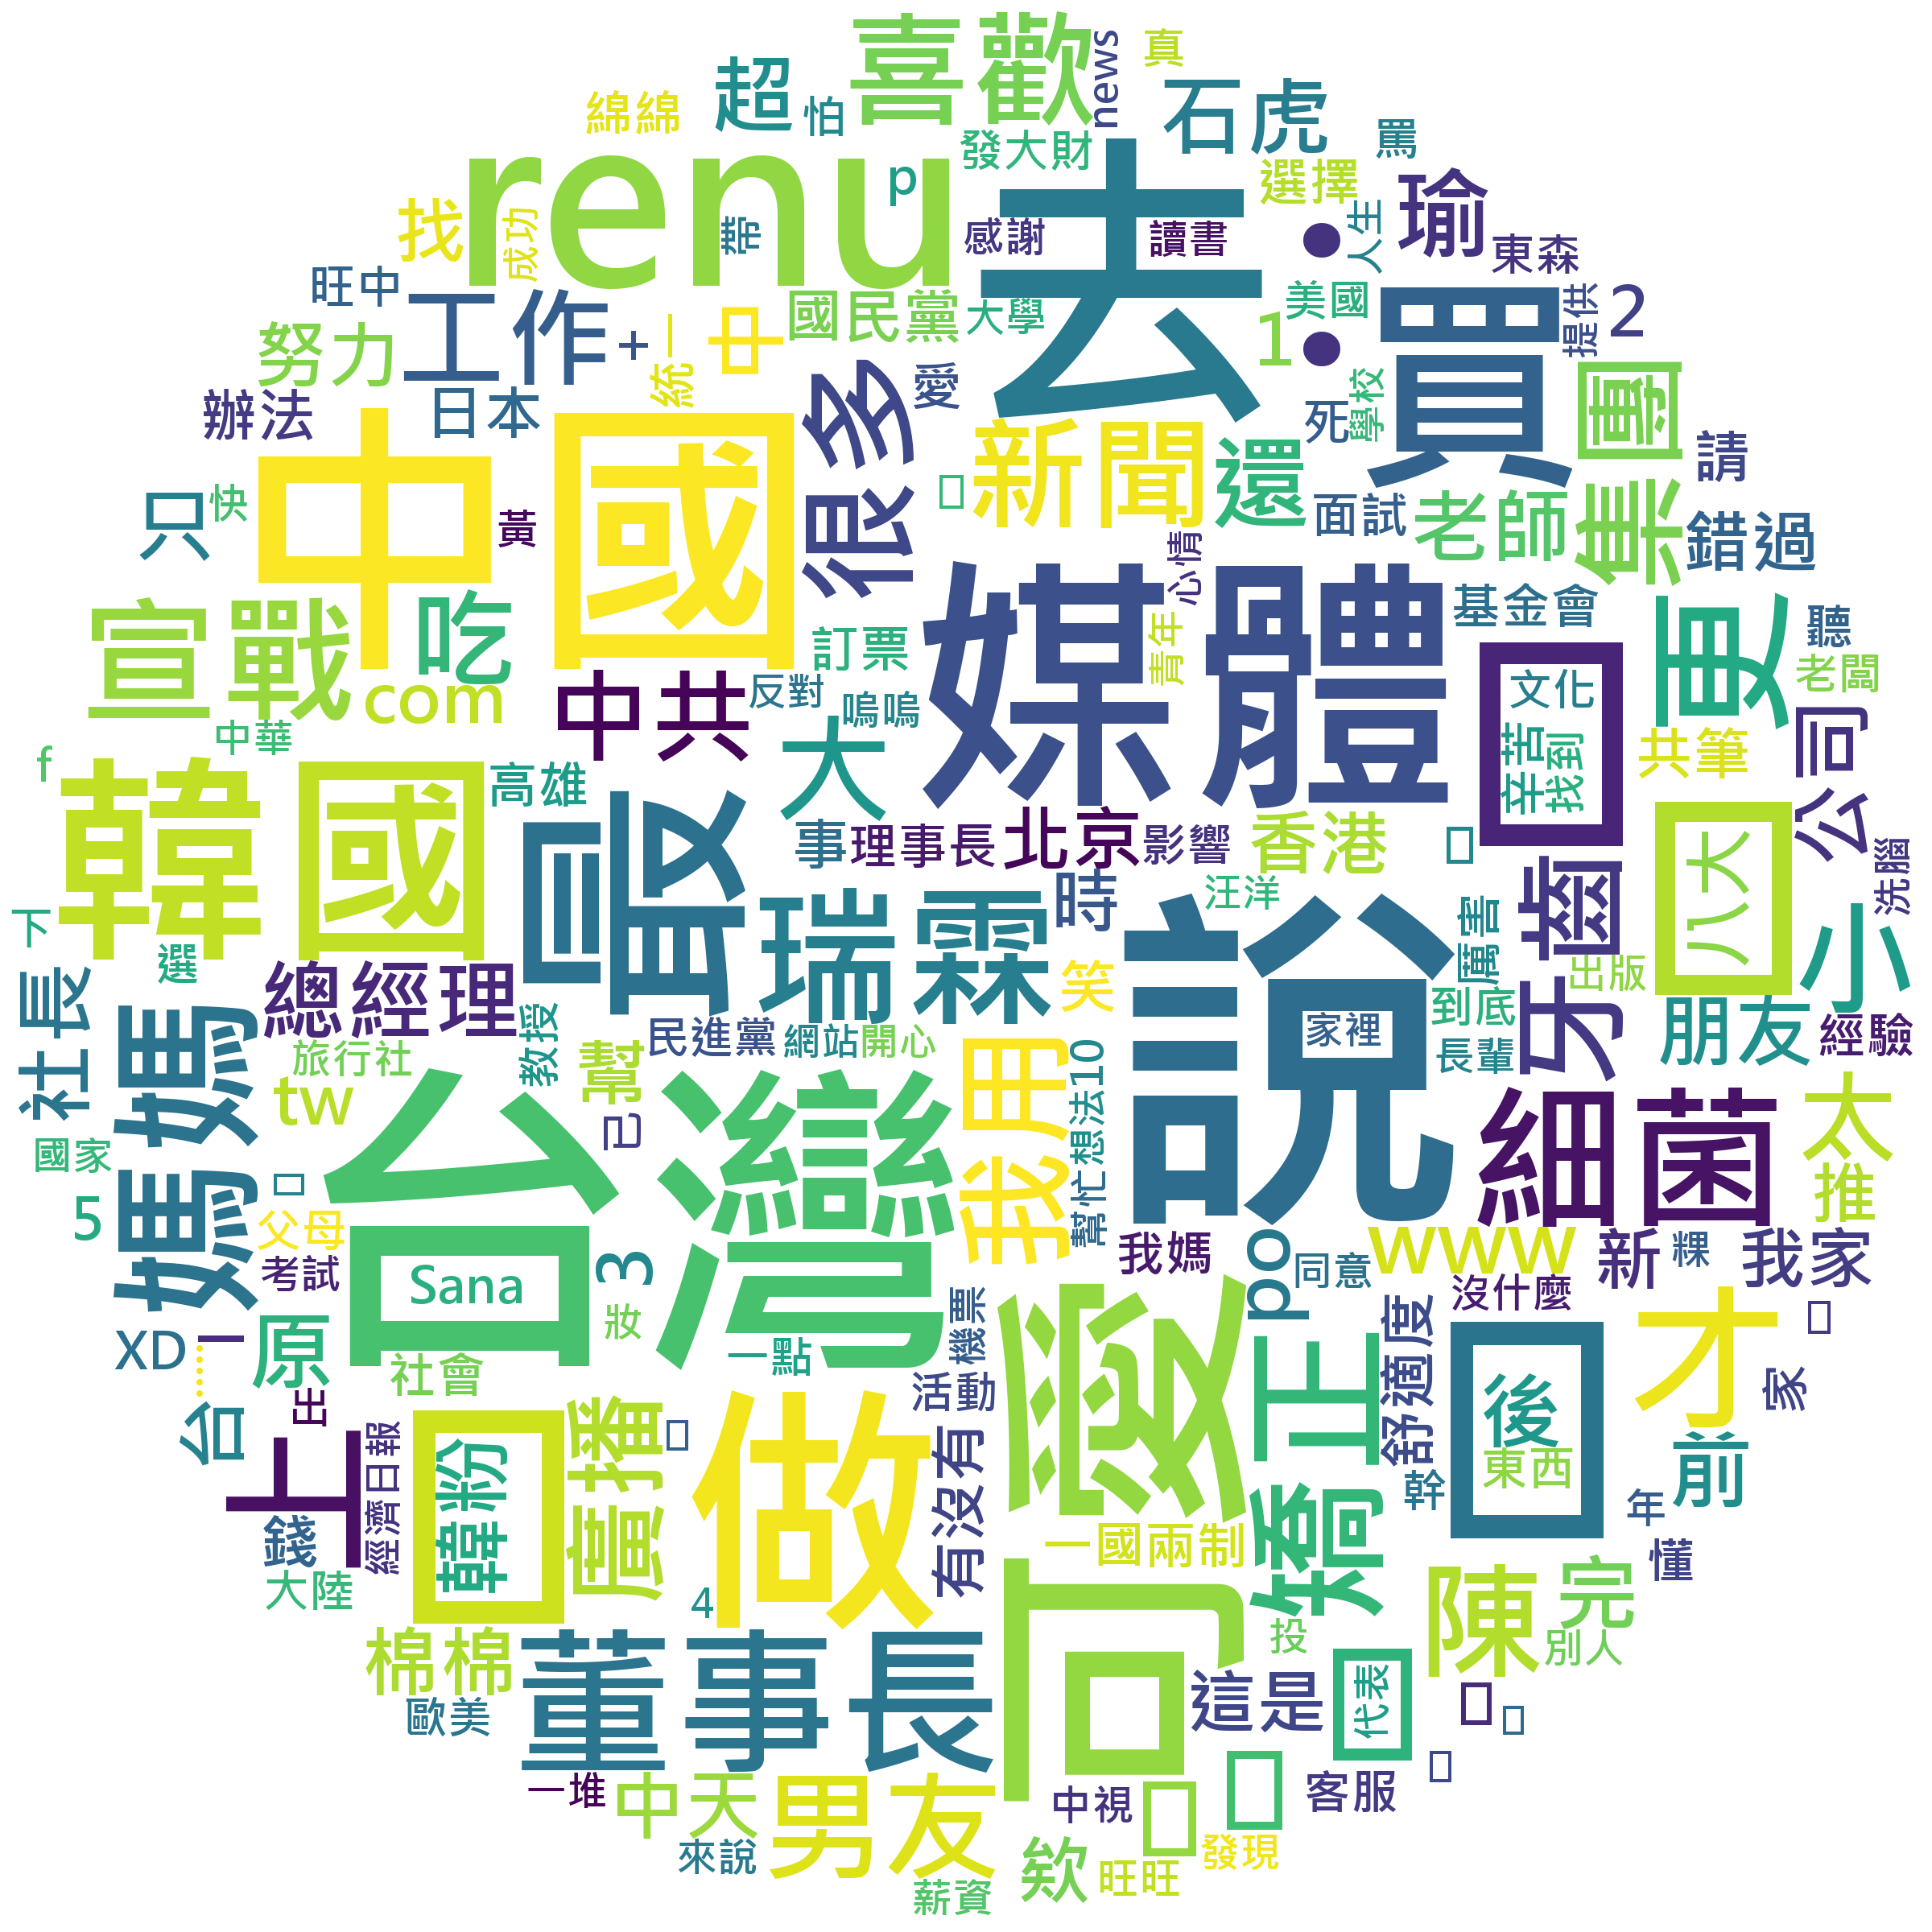 喜歡
news
真
超
怕
石虎
綿綿
罵
發大財
renu
p
去
選擇
瑜
找
成功
帶
感謝
讀書
人生
東森
旺中
工作
+
一
中
國民黨
大學
1
美國
買
提供
2
努力
統一
辦法
日本
很多
愛
死
學校
集團
新聞
還
請
只
快
中國
黃
面試
老師
錯過
心情
媒體
基金會
更
聽
宣戰
吃
訂票
青年
老闆
com
中共
反對
嗚嗚
文化
辛苦
找到
共筆
公司
中華
大
f
韓國
高雄
最
事
理事長
北京
影響
香港
八大
洗腦
時
汪洋
厲害
牙齒
小
下
選
瑞霖
說
出版
社長
總經理
笑
到底
朋友
經驗
媽媽
旅行社
教授
幫
民進黨
網站
開心
我用
想法
10
家裡
長輩
tw
已
台灣
幫忙
細菌
太
推
國家
5
父母
考試
Sana
3
我媽
po
同意
www
新
粿
我家
沒什麼
妝
機票
可愛
XD
一
……
原
社會
一點
矯正
舒適度
才
家
出
台
上
錢
經濟日報
韓粉
廣播
做
活動
有沒有
後
東西
前
幹
年
懂
一國兩制
大陸
4
陳
完
投
別人
棉棉
歐美
董事長
這是
代表
一堆
中天
男友
中視
客服
來說
欸
旺旺
發現
薪資